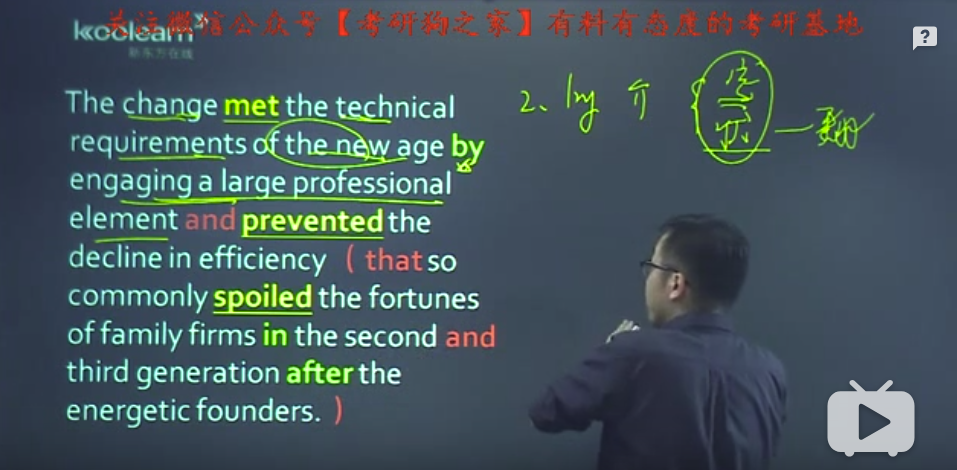 关注微信公众号【考研狗之家】有料有态度的考研基地
koolearn
新东方在线
The change met the technical
requirements of the new age by
engaging a large professional
element and prevented the
decline in efficiency ( that so
commonly spoiled the fortunes
of family firms in the second and
third generation after the
energetic founders. )
2、by 介
?